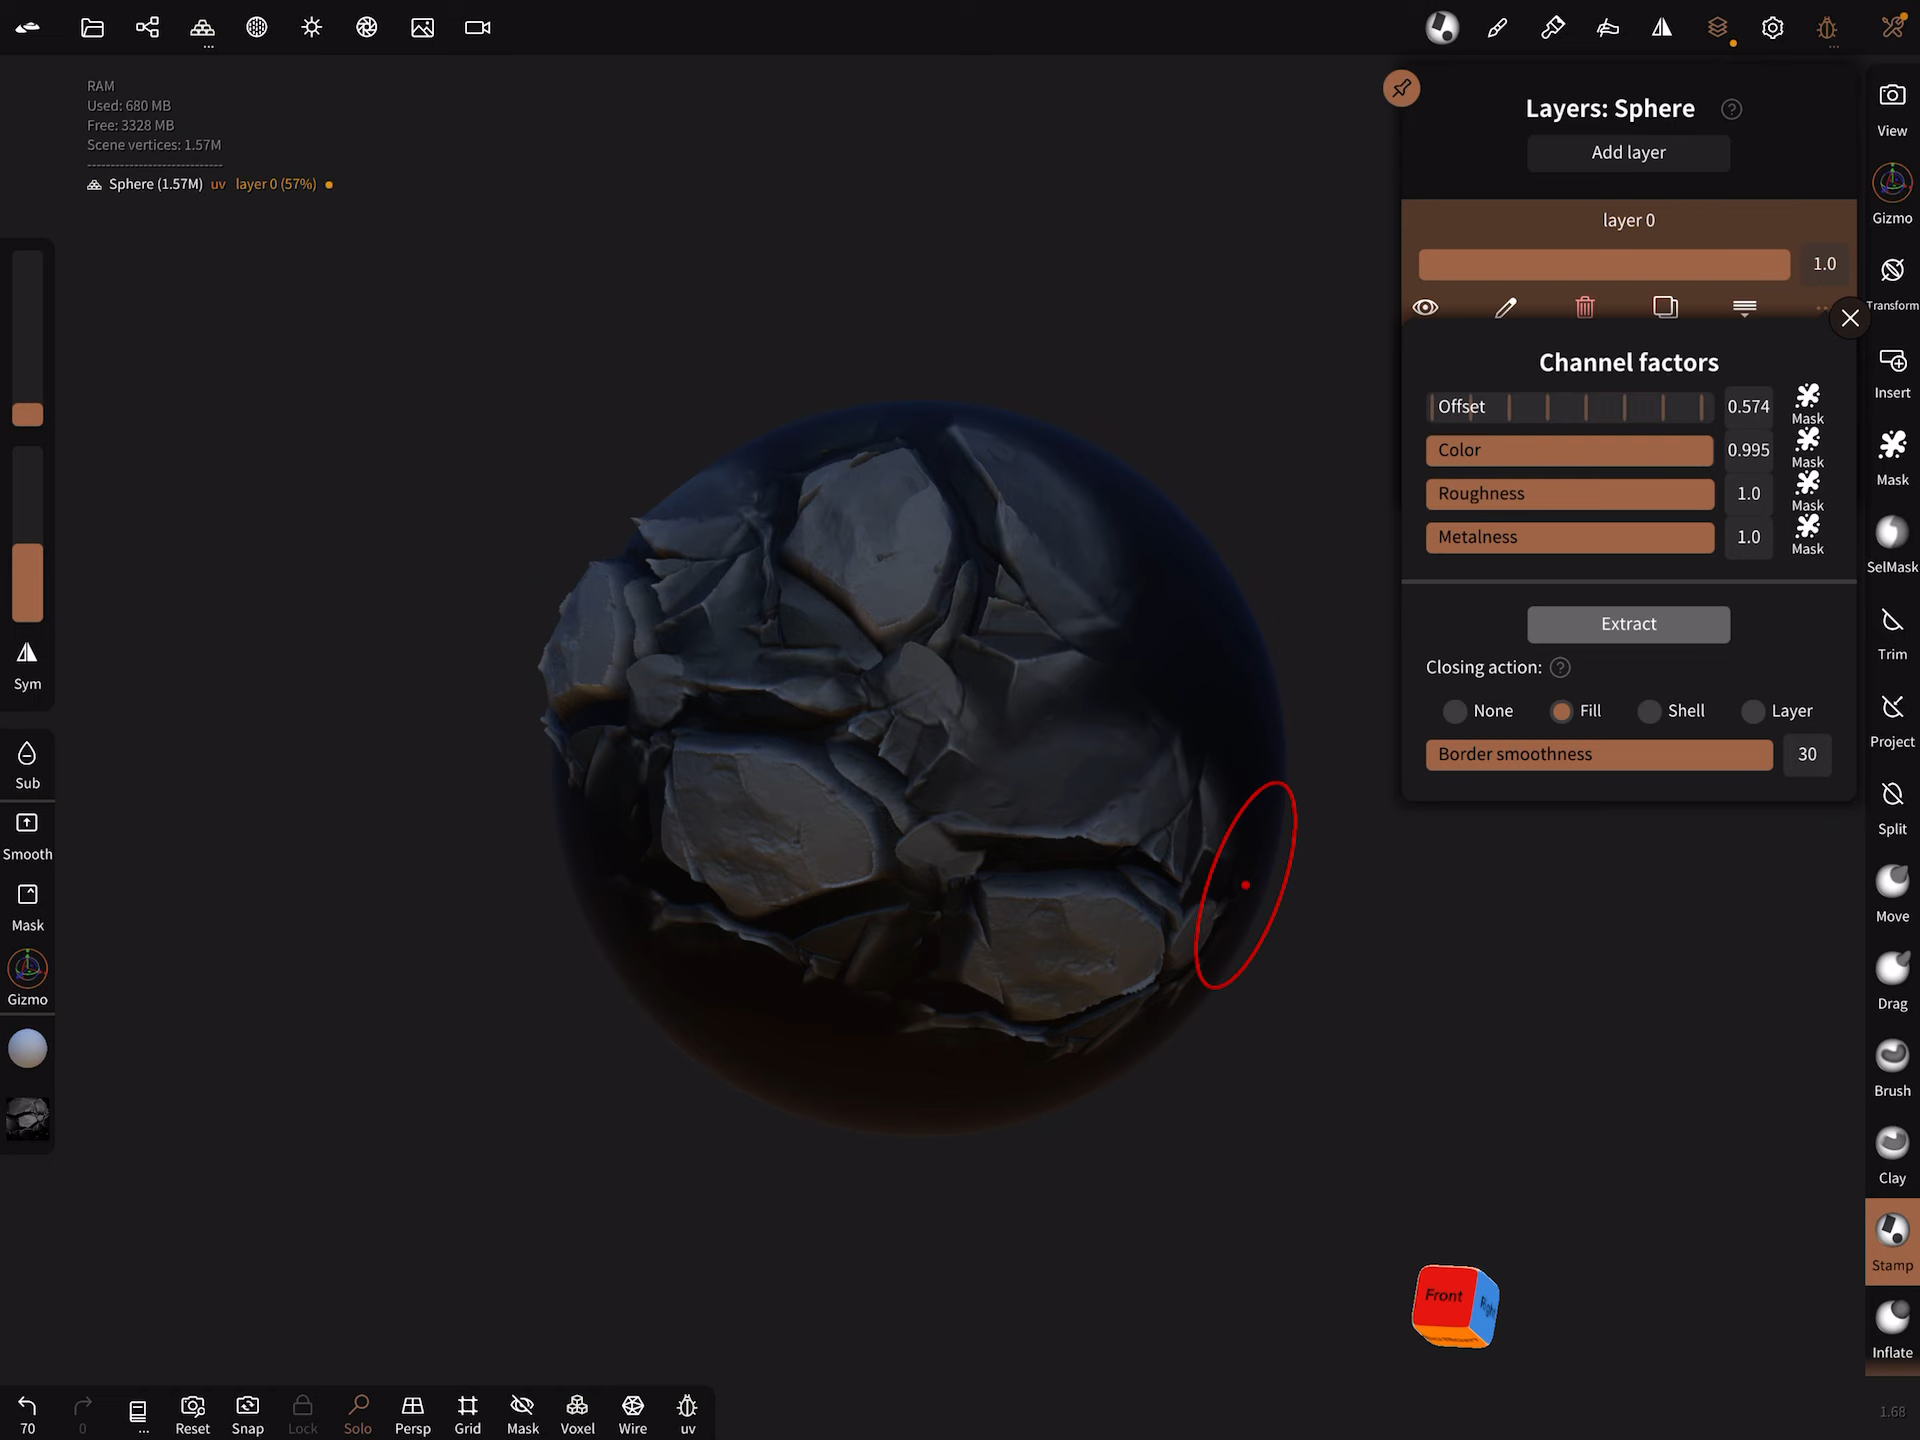 RAM
Used: 680 MB
Free: 3328 MB
Scene vertices: 1.57M
----------------------------
Sphere (1.57M) uv layer 0 (57%)
Sym
Sub
Smooth
Mask
Gizmo
Layers: Sphere ?
Add layer
layer 0
1.0
Channel factors
Offset 0.574 Mask
Color 0.995 Mask
Roughness 1.0 Mask
Metalness 1.0 Mask
Extract
Closing action: ?
None Fill Shell Layer
Border smoothness 30
View
Gizmo
Transform
Insert
Mask
SelMask
Trim
Project
Split
Move
Drag
Brush
Clay
Stamp
Inflate
Front
Right
70 0 ... Reset Snap Lock Solo Persp Grid Mask Voxel Wire uv
1.68